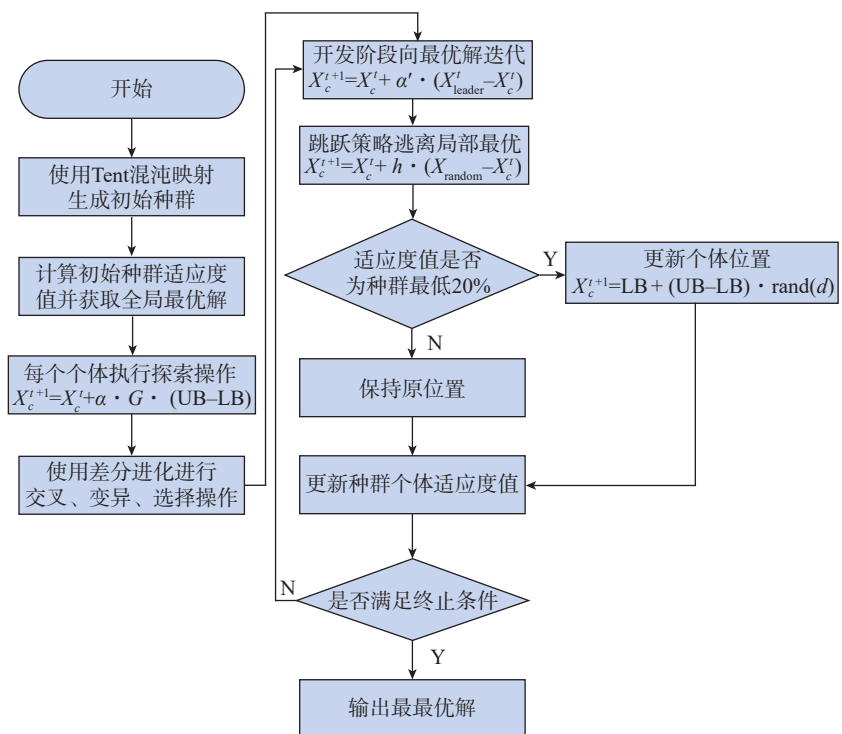 开始
使用Tent混沌映射
生成初始种群
计算初始种群适应度
值并获取全局最优解
每个个体执行探索操作
X_c^{t+1}=X_c^t+α · G · (UB–LB)
使用差分进化进行
交叉、变异、选择操作
开发阶段向最优解迭代
X_c^{t+1}=X_c^t+ α′ · (X_{leader}^t–X_c^t)
跳跃策略逃离局部最优
X_c^{t+1}=X_c^t+ h · (X_{random}–X_c^t)
适应度值是否
为种群最低20%
Y
更新个体位置
X_c^{t+1}=LB + (UB–LB) · rand(d)
N
保持原位置
更新种群个体适应度值
N
是否满足终止条件
Y
输出最最优解